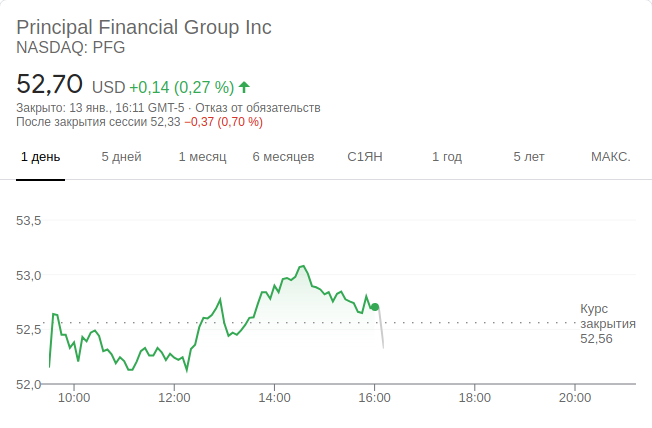 Principal Financial Group Inc
NASDAQ: PFG
52,70 USD +0,14 (0,27 %)
Закрыто: 13 янв., 16:11 GMT-5 · Отказ от обязательств
После закрытия сессии 52,33 −0,37 (0,70 %)
1 день 5 дней 1 месяц 6 месяцев С1ЯН 1 год 5 лет МАКС.
53,5
53,0
52,5
52,0
Курс
закрытия
52,56
10:00 12:00 14:00 16:00 18:00 20:00